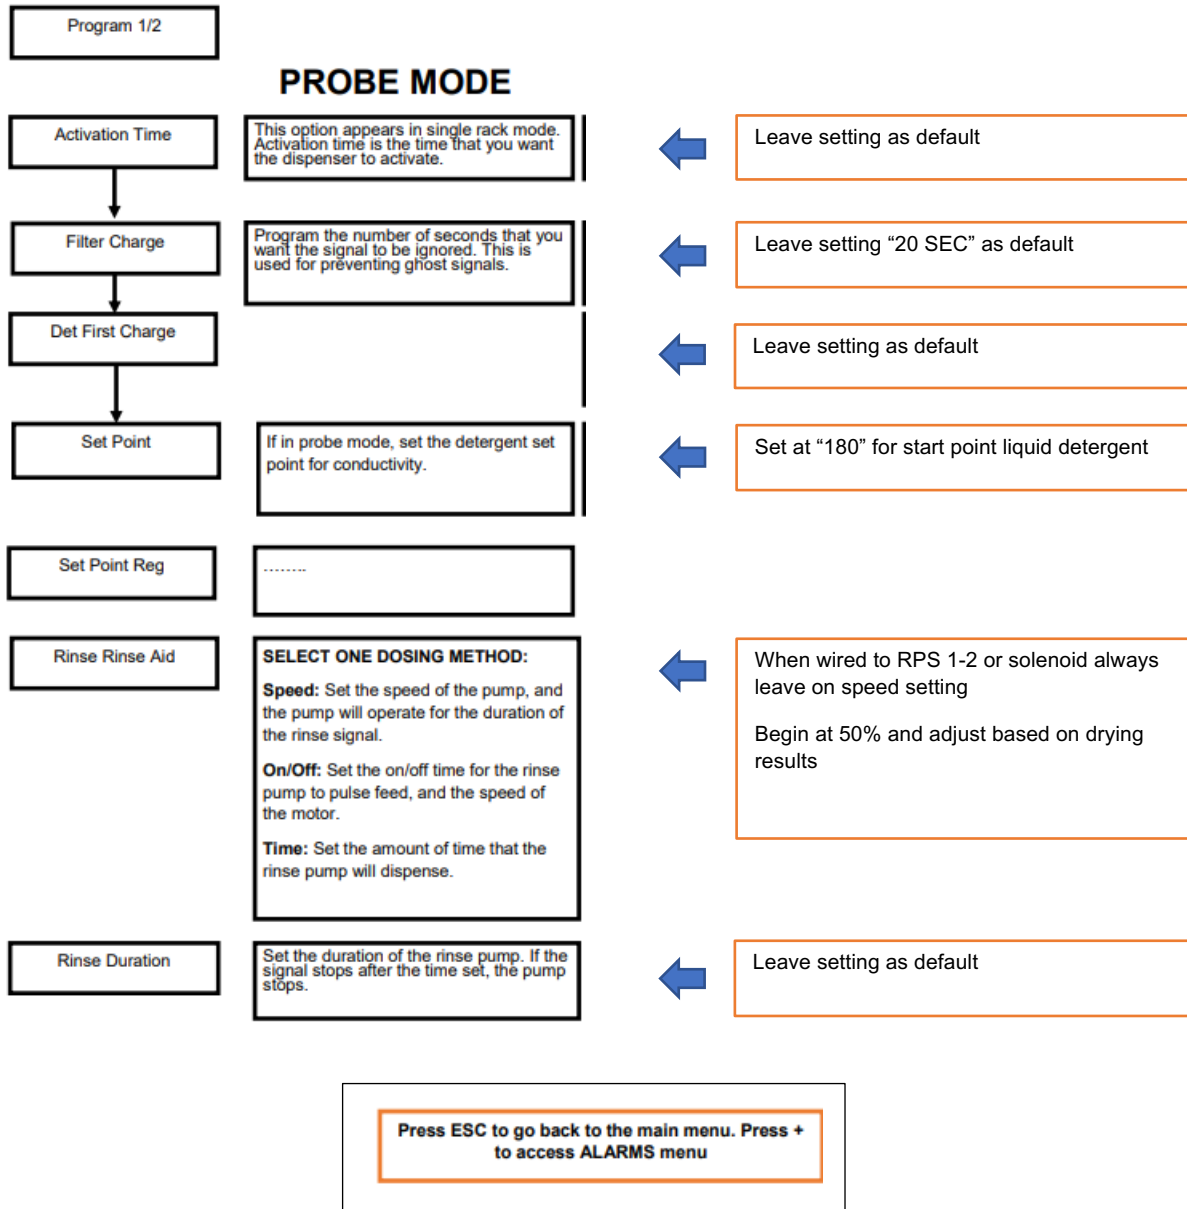 Program 1/2
PROBE MODE
Activation Time
This option appears in single rack mode.
Activation time is the time that you want
the dispenser to activate.
Leave setting as default
Filter Charge
Program the number of seconds that you
want the signal to be ignored. This is
used for preventing ghost signals.
Leave setting “20 SEC” as default
Det First Charge
Leave setting as default
Set Point
If in probe mode, set the detergent set
point for conductivity.
Set at “180” for start point liquid detergent
Set Point Reg
……..
Rinse Rinse Aid
SELECT ONE DOSING METHOD:
Speed: Set the speed of the pump, and
the pump will operate for the duration of
the rinse signal.
On/Off: Set the on/off time for the rinse
pump to pulse feed, and the speed of
the motor.
Time: Set the amount of time that the
rinse pump will dispense.
When wired to RPS 1-2 or solenoid always
leave on speed setting
Begin at 50% and adjust based on drying
results
Rinse Duration
Set the duration of the rinse pump. If the
signal stops after the time set, the pump
stops.
Leave setting as default
Press ESC to go back to the main menu. Press +
to access ALARMS menu